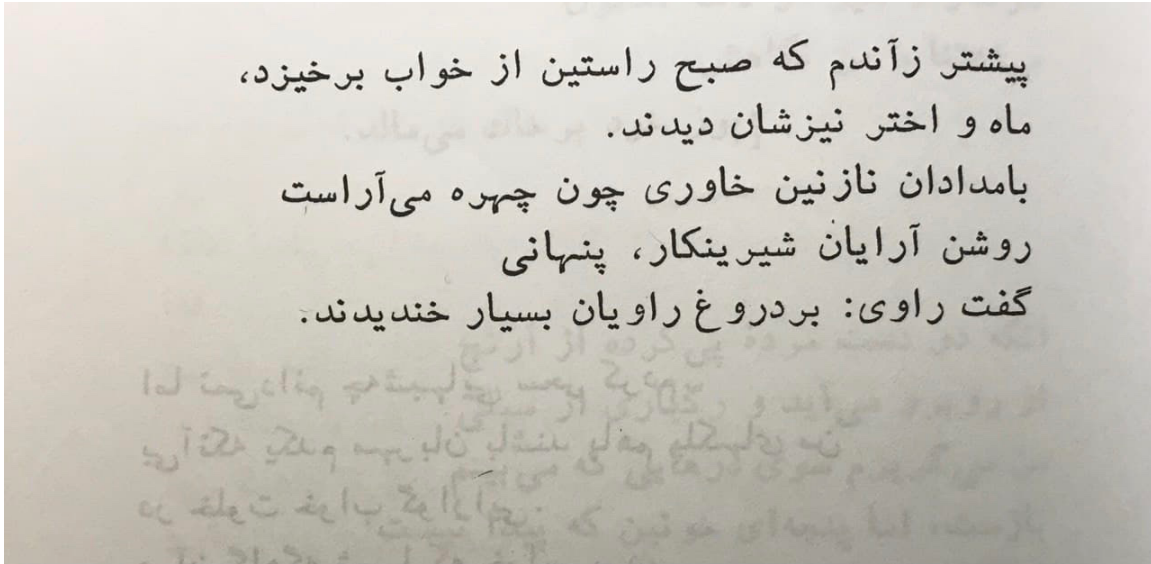 پیشتر زآندم که صبح راستین از خواب برخیزد،
ماه و اختر نیزشان دیدند.
بامدادان نازنین خاوری چون چهره می‌آراست
روشن آرایان شیرینکار، پنهانی
گفت راوی: بردروغ راویان بسیار خندیدند.